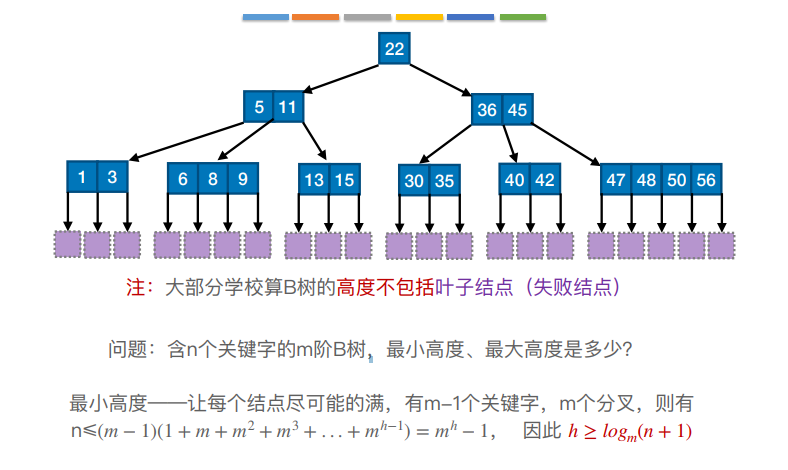 22
5 11 36 45
1 3 6 8 9 13 15 30 35 40 42 47 48 50 56
注：大部分学校算B树的高度不包括叶子结点（失败结点）
问题：含n个关键字的m阶B树，最小高度、最大高度是多少？
最小高度——让每个结点尽可能的满，有m−1个关键字，m个分叉，则有
n≤(m − 1)(1 + m + m² + m³ + … + mʰ⁻¹) = mʰ − 1， 因此 h ≥ logₘ(n + 1)